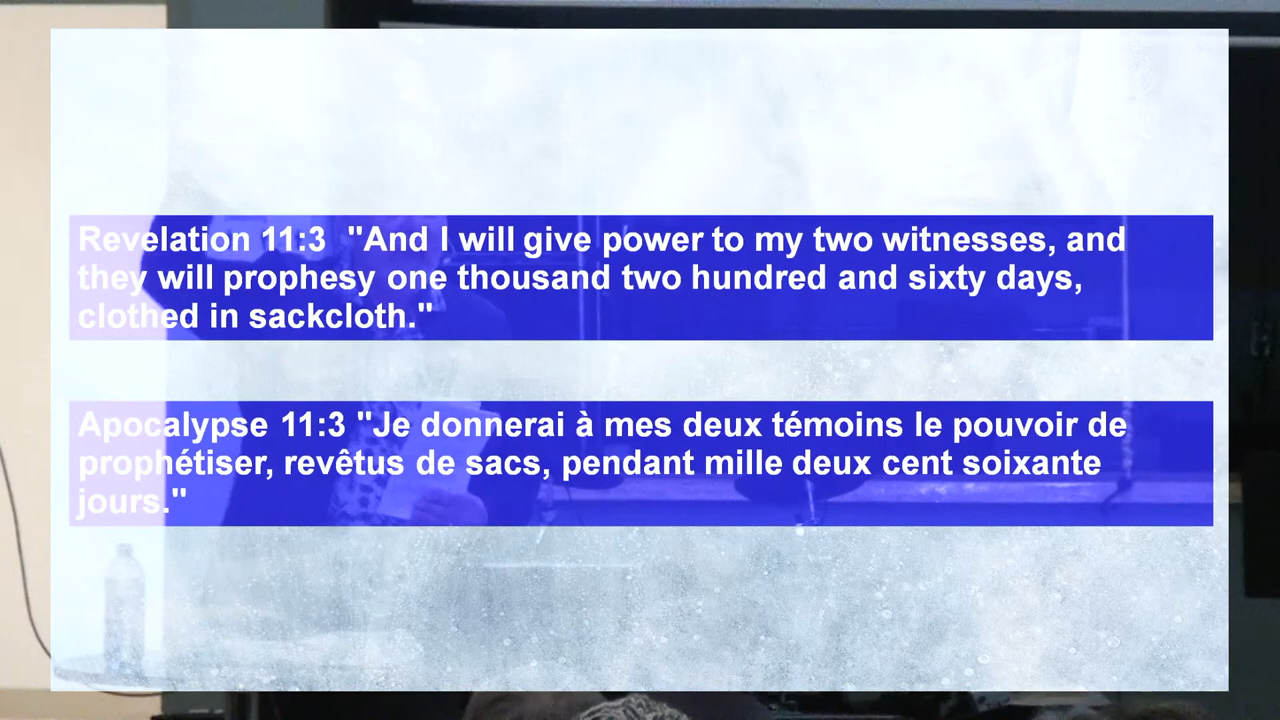 Revelation 11:3  "And I will give power to my two witnesses, and
they will prophesy one thousand two hundred and sixty days,
clothed in sackcloth."
Apocalypse 11:3 "Je donnerai à mes deux témoins le pouvoir de
prophétiser, revêtus de sacs, pendant mille deux cent soixante
jours."